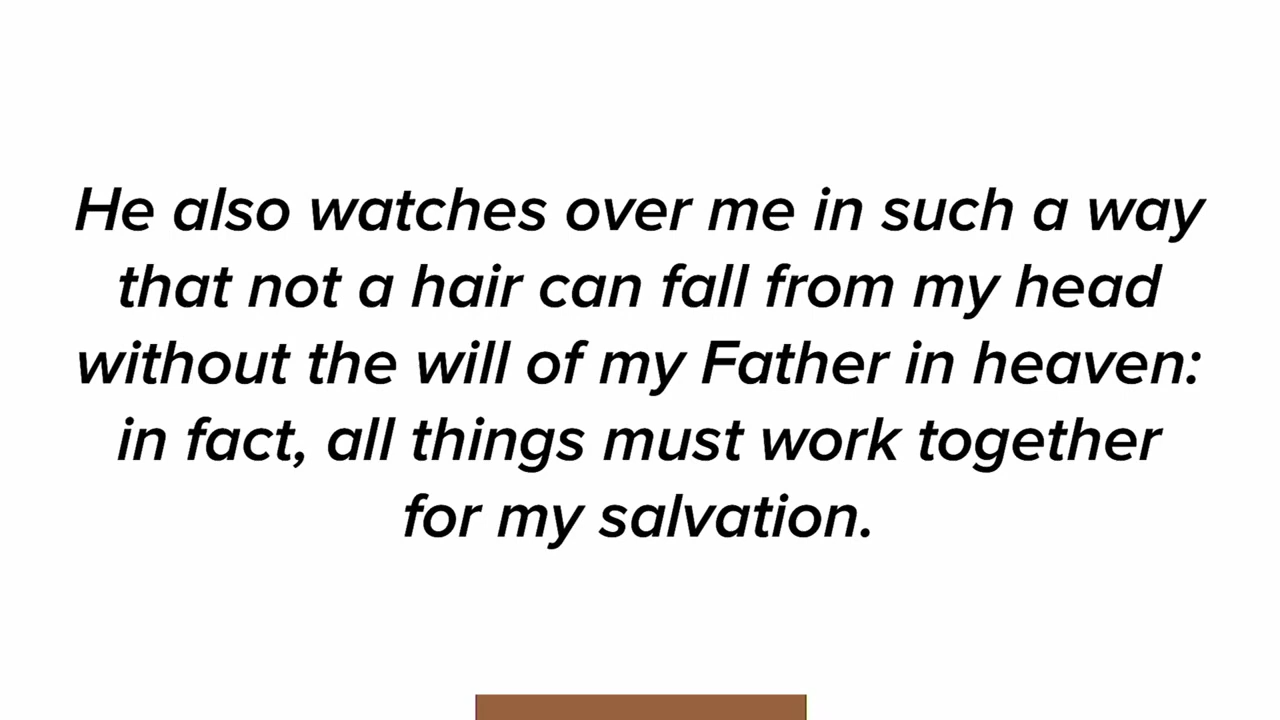 He also watches over me in such a way
that not a hair can fall from my head
without the will of my Father in heaven:
in fact, all things must work together
for my salvation.